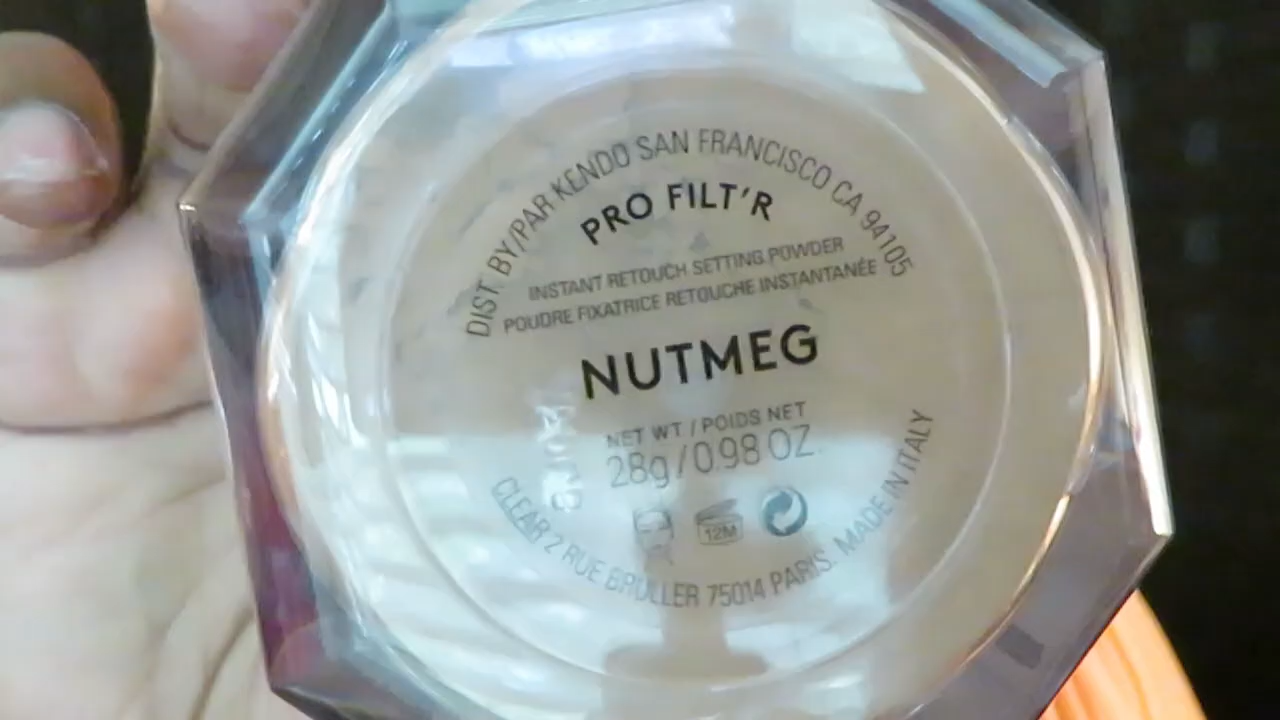 DIST. BY/PAR KENDO SAN FRANCISCO CA 94105
PRO FILT'R
INSTANT RETOUCH SETTING POWDER
POUDRE FIXATRICE RETOUCHE INSTANTANÉE
NUTMEG
NET WT / POIDS NET
28g / 0.98 OZ.
12M
CLEAR 2 RUE BRULLER 75014 PARIS. MADE IN ITALY